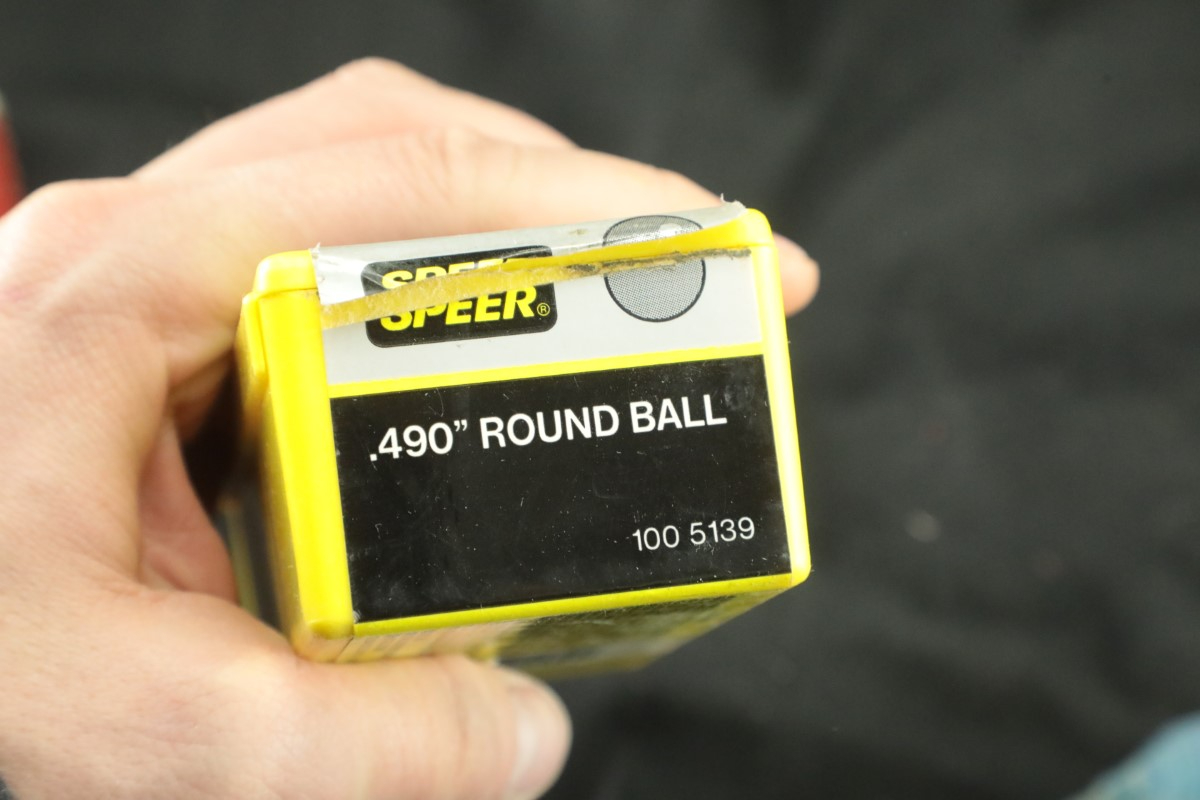 SPEER®
.490” ROUND BALL
100 5139